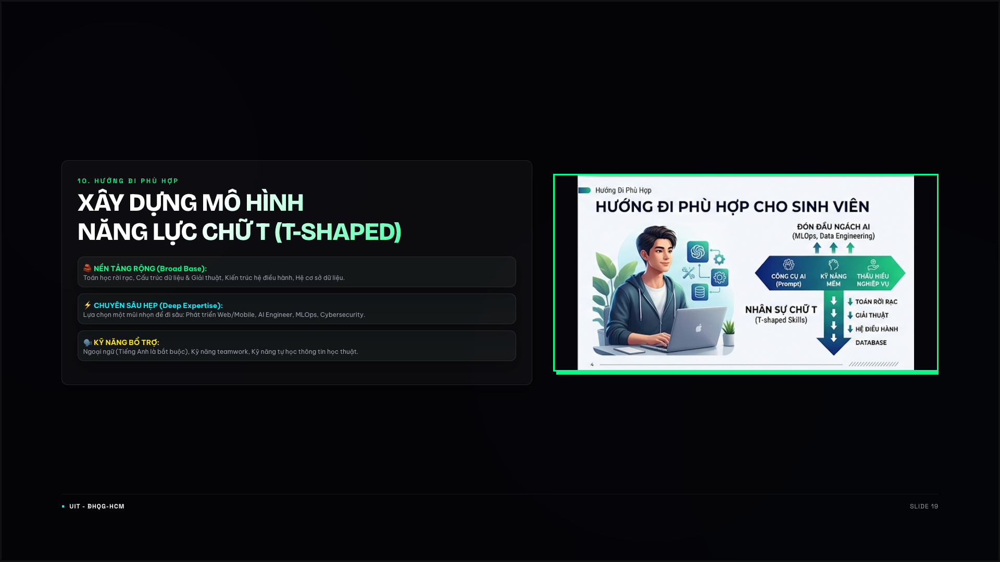 10. HƯỚNG ĐI PHÙ HỢP
XÂY DỰNG MÔ HÌNH
NĂNG LỰC CHỮ T (T-SHAPED)
NỀN TẢNG RỘNG (Broad Base):
Toán học rời rạc, Cấu trúc dữ liệu & Giải thuật, Kiến trúc hệ điều hành, Hệ cơ sở dữ liệu.
CHUYÊN SÂU HẸP (Deep Expertise):
Lựa chọn một mũi nhọn để đi sâu: Phát triển Web/Mobile, AI Engineer, MLOps, Cybersecurity.
KỸ NĂNG BỔ TRỢ:
Ngoại ngữ (Tiếng Anh là bắt buộc), Kỹ năng teamwork, Kỹ năng tự học thông tin học thuật.
Hướng Đi Phù Hợp
HƯỚNG ĐI PHÙ HỢP CHO SINH VIÊN
ĐÓN ĐẦU NGÁCH AI
(MLOps, Data Engineering)
CÔNG CỤ AI
(Prompt)
KỸ NĂNG
MỀM
THẤU HIỂU
NGHIỆP VỤ
NHÂN SỰ CHỮ T
(T-shaped Skills)
TOÁN RỜI RẠC
GIẢI THUẬT
HỆ ĐIỀU HÀNH
DATABASE
4
UIT - ĐHQG-HCM
SLIDE 19